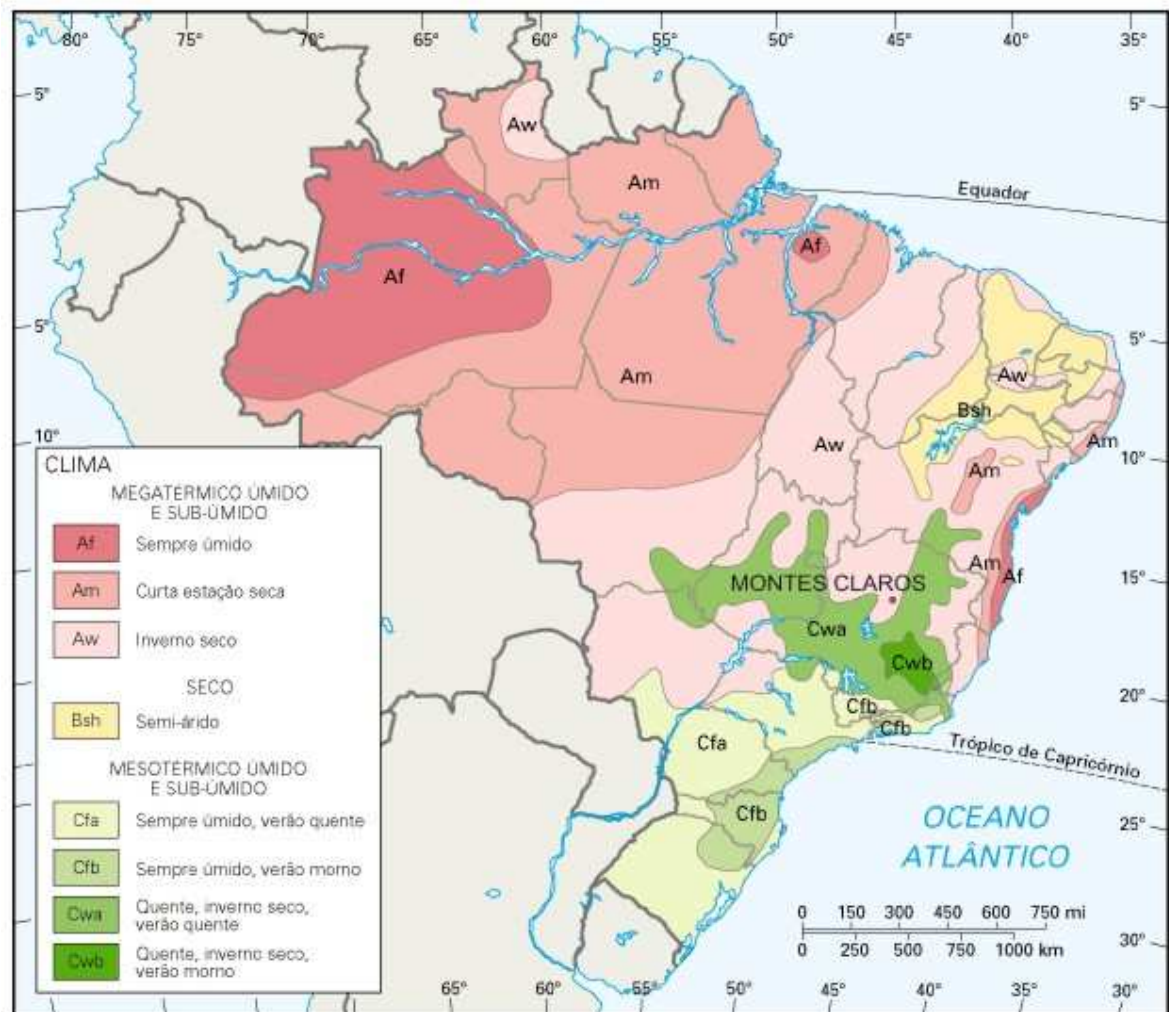 80°
75°
70°
65°
60°
55°
50°
45°
40°
35°
5°
5°
Aw
Am
Equador
Af
Af
5°
5°
Am
Aw
Bsh
Am
10°
Aw
Am
10°
MONTES CLAROS
Am
Af
15°
Cwa
Cwb
20°
Cfb
Cfb
Cfa
Trópico de Capricórnio
Cfb
25°
OCEANO
ATLÂNTICO
0 150 300 450 600 750 mi
0 250 500 750 1000 km
30°
65°
60°
55°
50°
45°
40°
35°
30°
CLIMA
MEGATERMICO ÚMIDO
E SUB-ÚMIDO
Af Sempre úmido
Am Curta estação seca
Aw Inverno seco
SECO
Bsh Semi-árido
MESOTERMICO ÚMIDO
E SUB-ÚMIDO
Cfa Sempre úmido, verão quente
Cfb Sempre úmido, verão morno
Cwa Quente, inverno seco,
verão quente
Cwb Quente, inverno seco,
verão morno